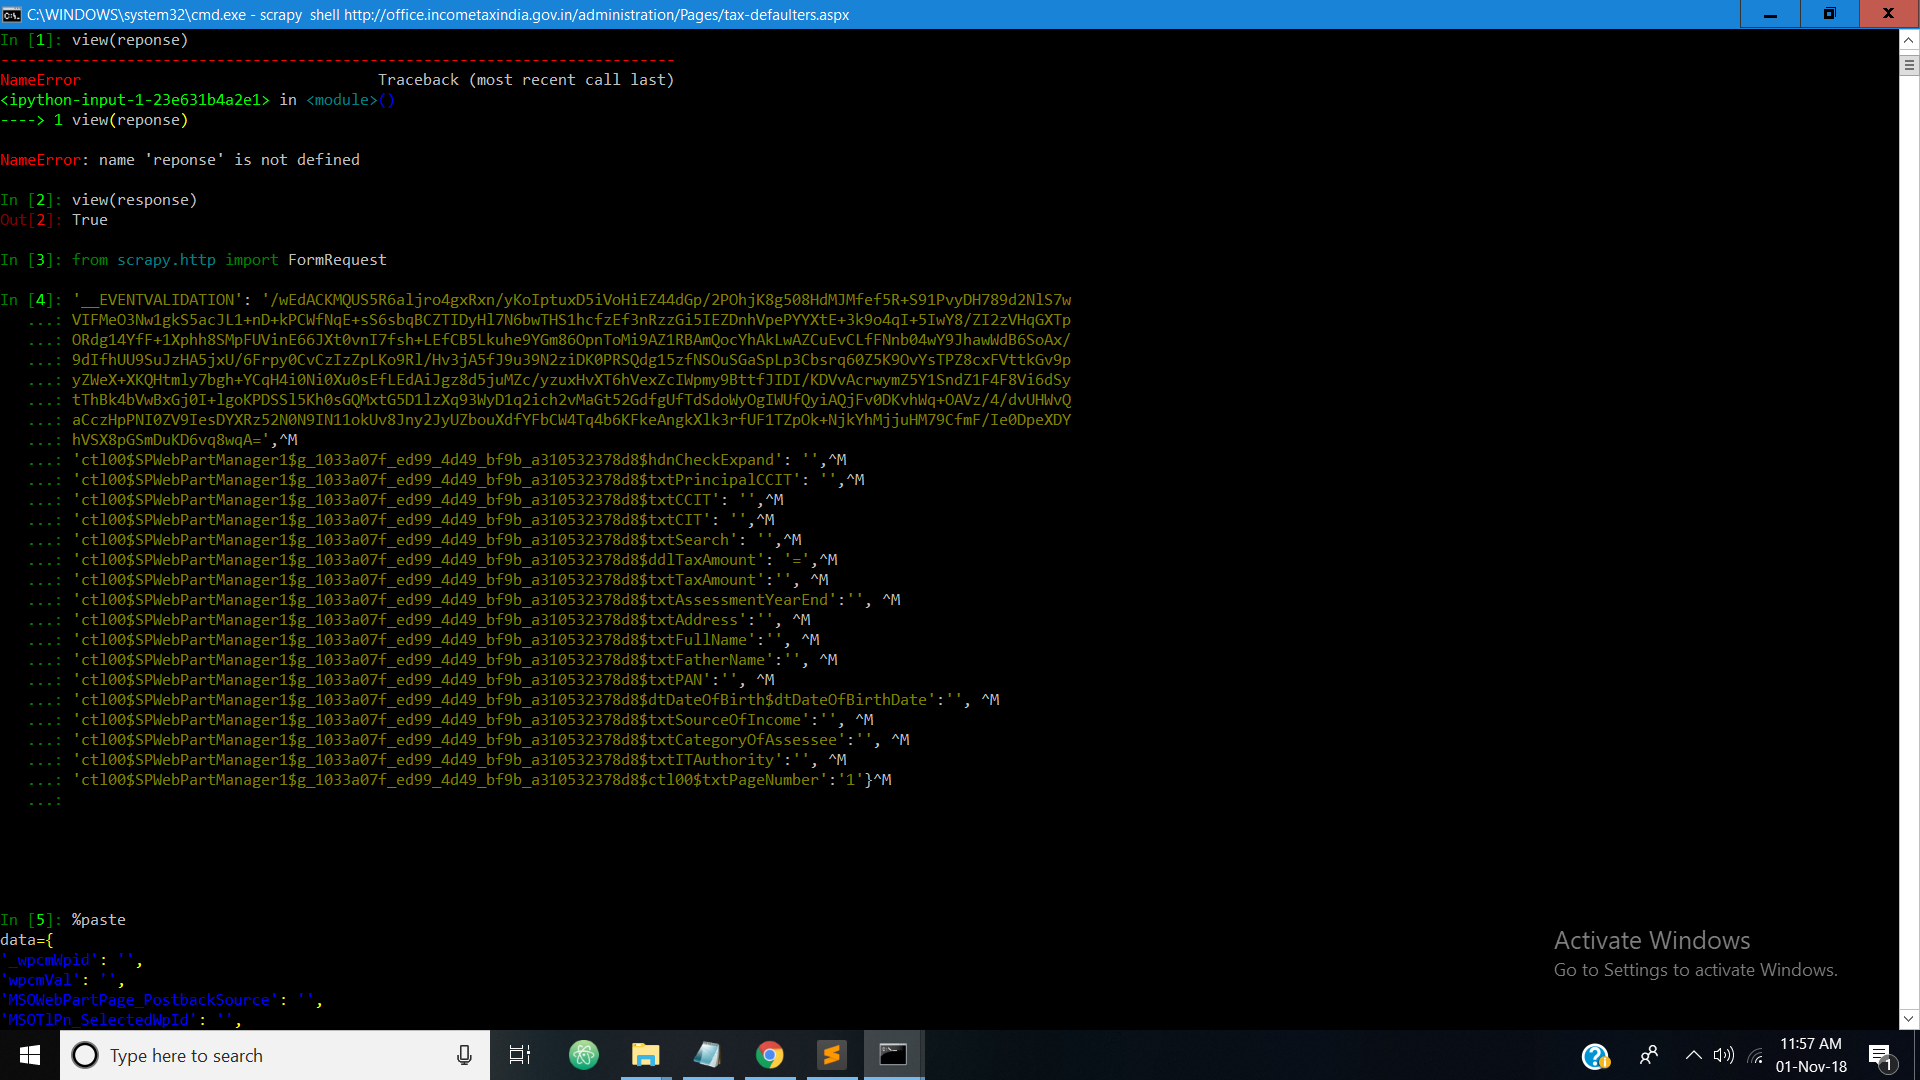 C:\WINDOWS\system32\cmd.exe - scrapy  shell http://office.incometaxindia.gov.in/administration/Pages/tax-defaulters.aspx
In [1]: view(reponse)
---------------------------------------------------------------------------
NameError                                 Traceback (most recent call last)
<ipython-input-1-23e631b4a2e1> in <module>()
----> 1 view(reponse)
NameError: name 'reponse' is not defined
In [2]: view(response)
Out[2]: True
In [3]: from scrapy.http import FormRequest
In [4]: '__EVENTVALIDATION': '/wEdACKMQUS5R6aljro4gxRxn/yKoIptuxD5iVoHiEZ44dGp/2POhjK8g508HdMJMfef5R+S91PvyDH789d2NlS7w
...: VIFMeO3Nw1gkS5acJL1+nD+kPCWfNqE+sS6sbqBCZTIDyHl7N6bwTHS1hcfzEf3nRzzGi5IEZDnhVpePYYXtE+3k9o4qI+5IwY8/ZI2zVHqGXTp
...: ORdg14YfF+1Xphh8SMpFUVinE66JXt0vnI7fsh+LEfCB5Lkuhe9YGm86OpnToMi9AZ1RBAmQocYhAkLwAZCuEvCLfFNnb04wY9JhawWdB6SoAx/
...: 9dIfhUU9SuJzHA5jxU/6Frpy0CvCzIzZpLKo9Rl/Hv3jA5fJ9u39N2ziDK0PRSQdg15zfNSOuSGaSpLp3Cbsrq60Z5K9OvYsTPZ8cxFVttkGv9p
...: yZWeX+XKQHtmly7bgh+YCqH4i0Ni0Xu0sEfLEdAiJgz8d5juMZc/yzuxHvXT6hVexZcIWpmy9BttfJIDI/KDVvAcrwymZ5Y1SndZ1F4F8Vi6dSy
...: tThBk4bVwBxGj0I+lgoKPDSSl5Kh0sGQMxtG5D1lzXq93WyD1q2ich2vMaGt52GdfgUfTdSdoWyOgIWUfQyiAQjFv0DKvhWq+OAVz/4/dvUHWvQ
...: aCczHpPNI0ZV9IesDYXRz52N0N9IN11okUv8Jny2JyUZbouXdfYFbCW4Tq4b6KFkeAngkXlk3rfUF1TZpOk+NjkYhMjjuHM79CfmF/Ie0DpeXDY
...: hVSX8pGSmDuKD6vq8wqA=',^M
...: 'ctl00$SPWebPartManager1$g_1033a07f_ed99_4d49_bf9b_a310532378d8$hdnCheckExpand': '',^M
...: 'ctl00$SPWebPartManager1$g_1033a07f_ed99_4d49_bf9b_a310532378d8$txtPrincipalCCIT': '',^M
...: 'ctl00$SPWebPartManager1$g_1033a07f_ed99_4d49_bf9b_a310532378d8$txtCCIT': '',^M
...: 'ctl00$SPWebPartManager1$g_1033a07f_ed99_4d49_bf9b_a310532378d8$txtCIT': '',^M
...: 'ctl00$SPWebPartManager1$g_1033a07f_ed99_4d49_bf9b_a310532378d8$txtSearch': '',^M
...: 'ctl00$SPWebPartManager1$g_1033a07f_ed99_4d49_bf9b_a310532378d8$ddlTaxAmount': '=',^M
...: 'ctl00$SPWebPartManager1$g_1033a07f_ed99_4d49_bf9b_a310532378d8$txtTaxAmount':'', ^M
...: 'ctl00$SPWebPartManager1$g_1033a07f_ed99_4d49_bf9b_a310532378d8$txtAssessmentYearEnd':'', ^M
...: 'ctl00$SPWebPartManager1$g_1033a07f_ed99_4d49_bf9b_a310532378d8$txtAddress':'', ^M
...: 'ctl00$SPWebPartManager1$g_1033a07f_ed99_4d49_bf9b_a310532378d8$txtFullName':'', ^M
...: 'ctl00$SPWebPartManager1$g_1033a07f_ed99_4d49_bf9b_a310532378d8$txtFatherName':'', ^M
...: 'ctl00$SPWebPartManager1$g_1033a07f_ed99_4d49_bf9b_a310532378d8$txtPAN':'', ^M
...: 'ctl00$SPWebPartManager1$g_1033a07f_ed99_4d49_bf9b_a310532378d8$dtDateOfBirth$dtDateOfBirthDate':'', ^M
...: 'ctl00$SPWebPartManager1$g_1033a07f_ed99_4d49_bf9b_a310532378d8$txtSourceOfIncome':'', ^M
...: 'ctl00$SPWebPartManager1$g_1033a07f_ed99_4d49_bf9b_a310532378d8$txtCategoryOfAssessee':'', ^M
...: 'ctl00$SPWebPartManager1$g_1033a07f_ed99_4d49_bf9b_a310532378d8$txtITAuthority':'', ^M
...: 'ctl00$SPWebPartManager1$g_1033a07f_ed99_4d49_bf9b_a310532378d8$ctl00$txtPageNumber':'1'}^M
...:
In [5]: %paste
data={
'_wpcmWpid': '',
'wpcmVal': '',
'MSOWebPartPage_PostbackSource': '',
'MSOTlPn_SelectedWpId': '',
Activate Windows
Go to Settings to activate Windows.
Type here to search
11:57 AM
01-Nov-18
1